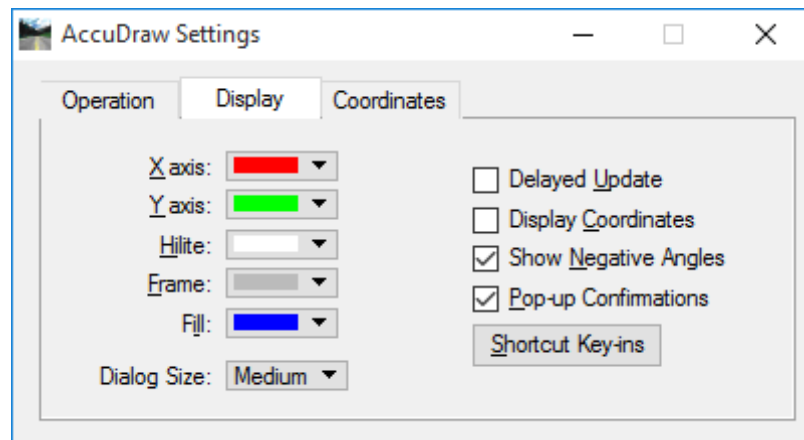 AccuDraw Settings
Operation Display Coordinates
X axis:
Y axis:
Hilite:
Frame:
Fill:
Dialog Size: Medium
Delayed Update
Display Coordinates
Show Negative Angles
Pop-up Confirmations
Shortcut Key-ins